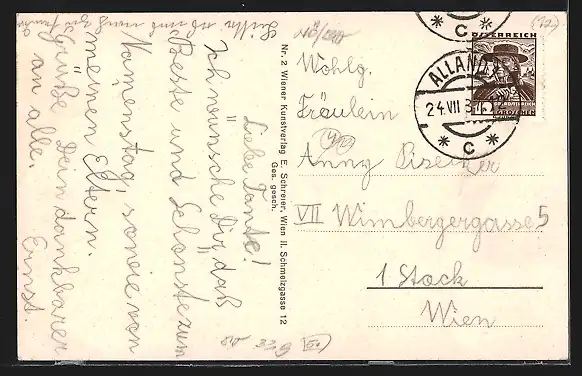 Liebe Tante!
Ich wünsche Dir, daß
Beste und Schönste zum
Namenstag, sowie von
meinen Eltern.
Grüße Dein dankbarer
an alle. Ernst.
Nr. 2 Wiener Kunstverlag E. Schreier, Wien II. Schmelzgasse 12
Ges. gesch.
Wohlg.
Fräulein
Anny
VII Wimbergergasse 5
1 Stock
Wien
ÖSTERREICH
ALLAND
24.VII
* C *
GROSCHEN